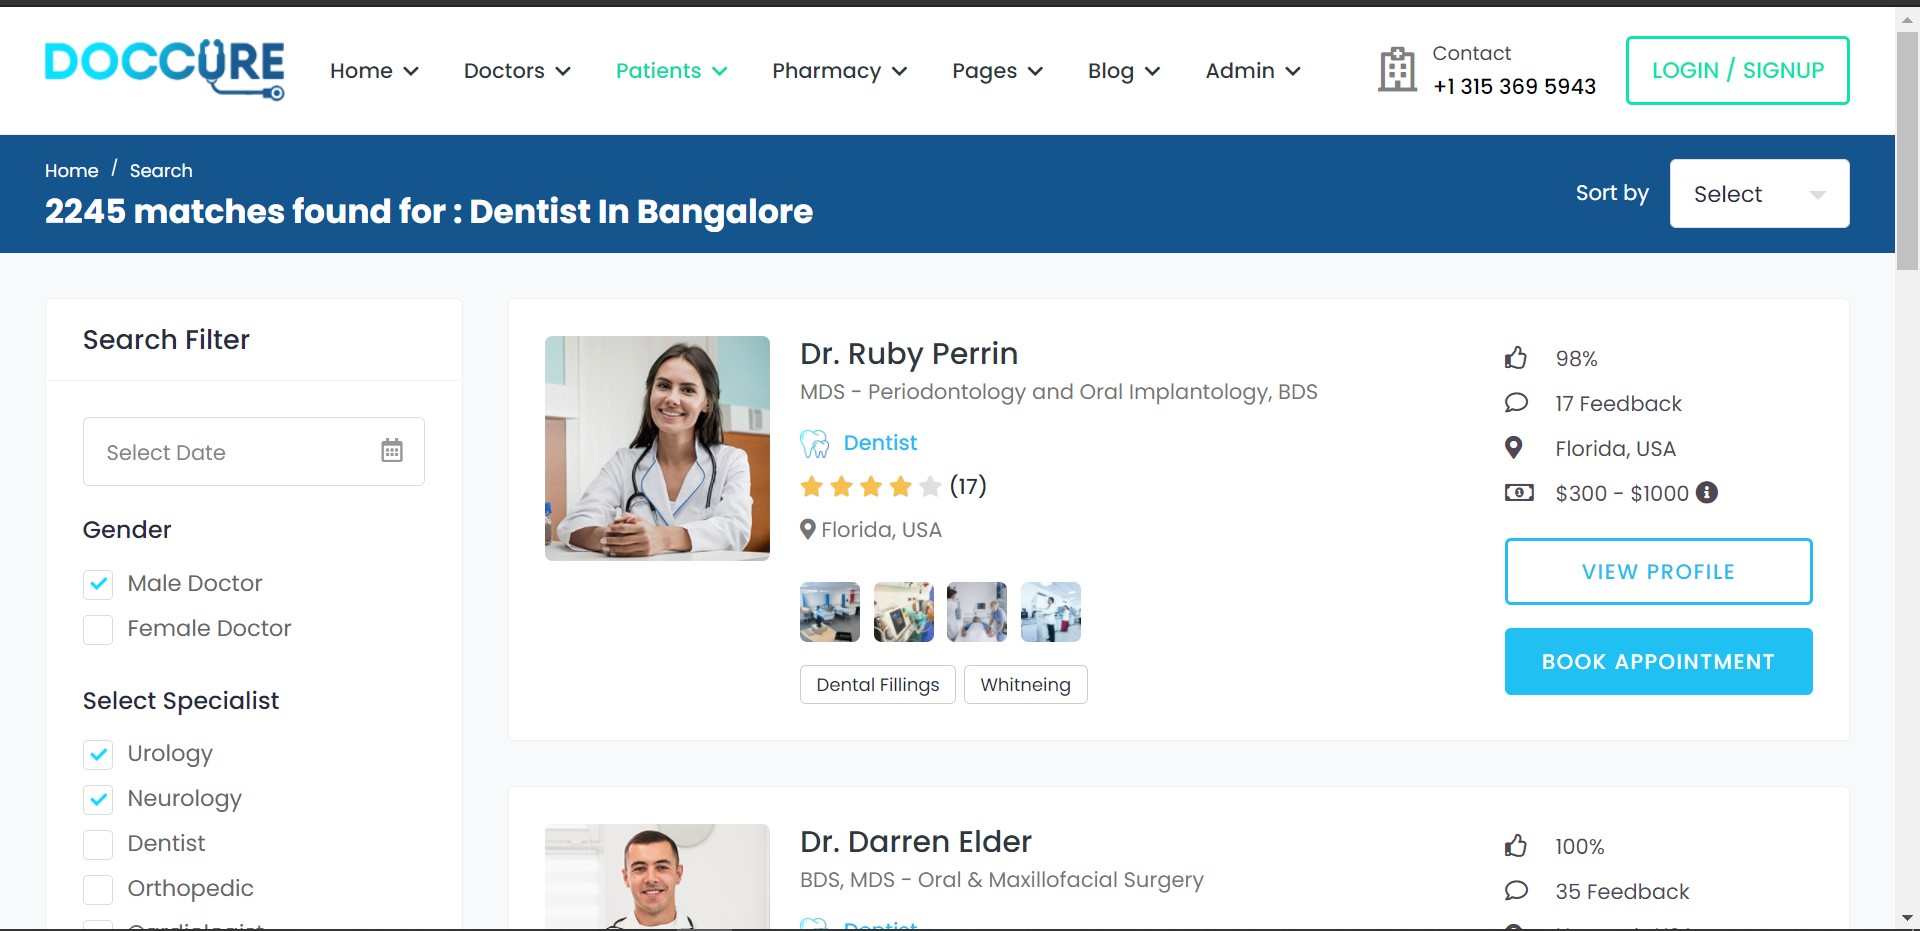 DOCCURE
Home
Doctors
Patients
Pharmacy
Pages
Blog
Admin
Contact
+1 315 369 5943
LOGIN / SIGNUP
Home / Search
2245 matches found for : Dentist In Bangalore
Sort by
Select
Search Filter
Select Date
Gender
Male Doctor
Female Doctor
Select Specialist
Urology
Neurology
Dentist
Orthopedic
Cardiologist
Dr. Ruby Perrin
MDS - Periodontology and Oral Implantology, BDS
Dentist
(17)
Florida, USA
Dental Fillings
Whitneing
98%
17 Feedback
Florida, USA
$300 - $1000
VIEW PROFILE
BOOK APPOINTMENT
Dr. Darren Elder
BDS, MDS - Oral & Maxillofacial Surgery
Dentist
100%
35 Feedback